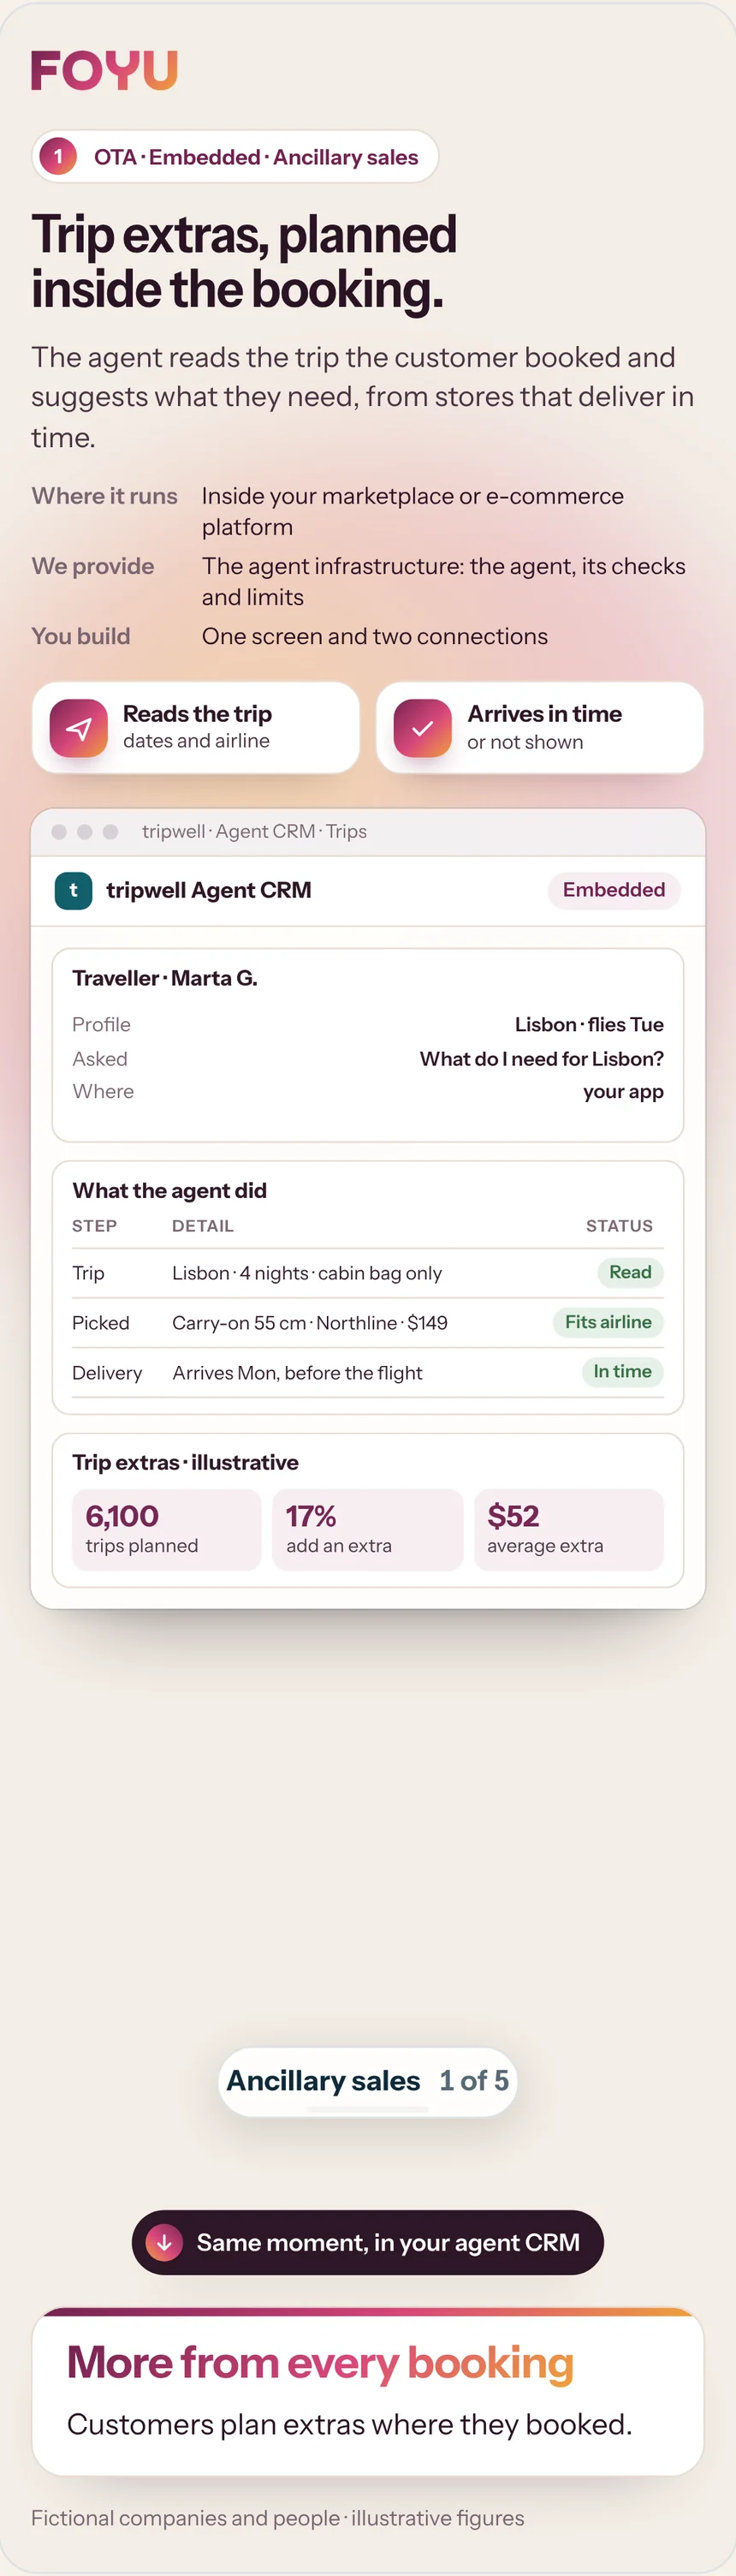 FOYU
1 OTA · Embedded · Ancillary sales
Trip extras, planned
inside the booking.
The agent reads the trip the customer booked and
suggests what they need, from stores that deliver in
time.
Where it runs Inside your marketplace or e-commerce
platform
We provide The agent infrastructure: the agent, its checks
and limits
You build One screen and two connections
Reads the trip
dates and airline
Arrives in time
or not shown
tripwell · Agent CRM · Trips
t tripwell Agent CRM Embedded
Traveller · Marta G.
Profile Lisbon · flies Tue
Asked What do I need for Lisbon?
Where your app
What the agent did
STEP DETAIL STATUS
Trip Lisbon · 4 nights · cabin bag only Read
Picked Carry-on 55 cm · Northline · $149 Fits airline
Delivery Arrives Mon, before the flight In time
Trip extras · illustrative
6,100
trips planned
17%
add an extra
$52
average extra
Ancillary sales 1 of 5
Same moment, in your agent CRM
More from every booking
Customers plan extras where they booked.
Fictional companies and people · illustrative figures